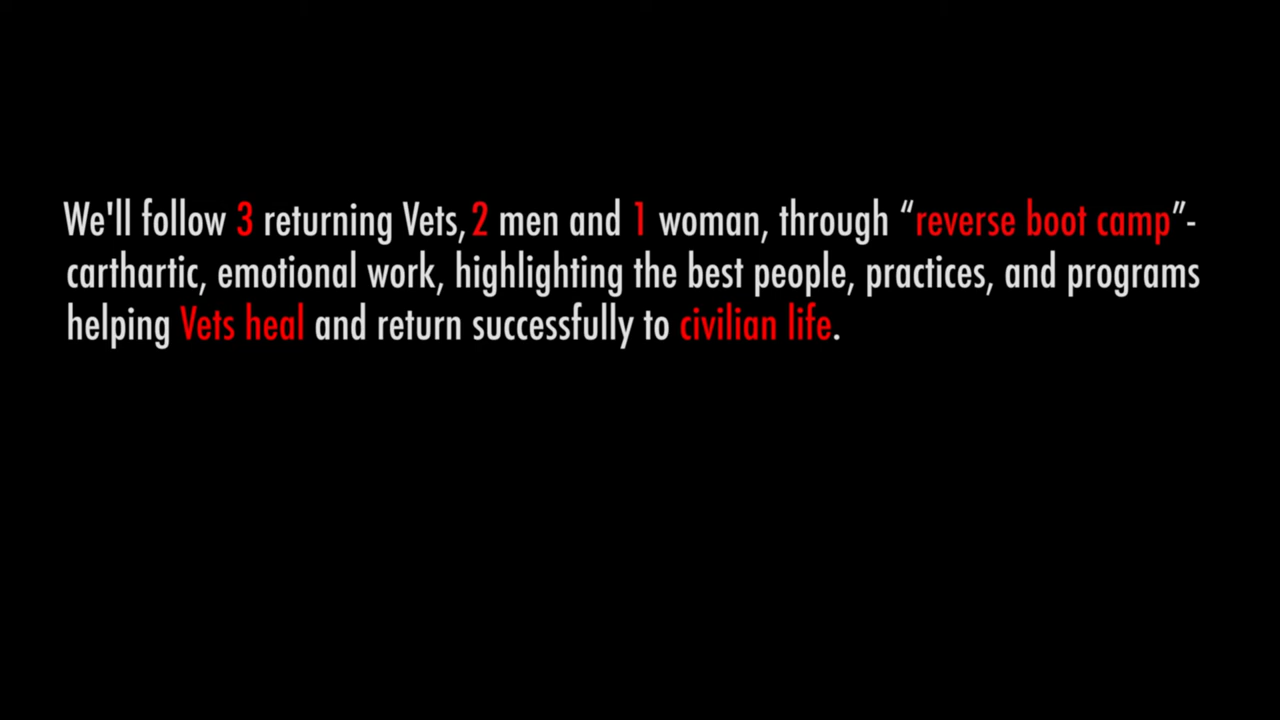 We'll follow 3 returning Vets, 2 men and 1 woman, through “reverse boot camp”-
carthartic, emotional work, highlighting the best people, practices, and programs
helping Vets heal and return successfully to civilian life.